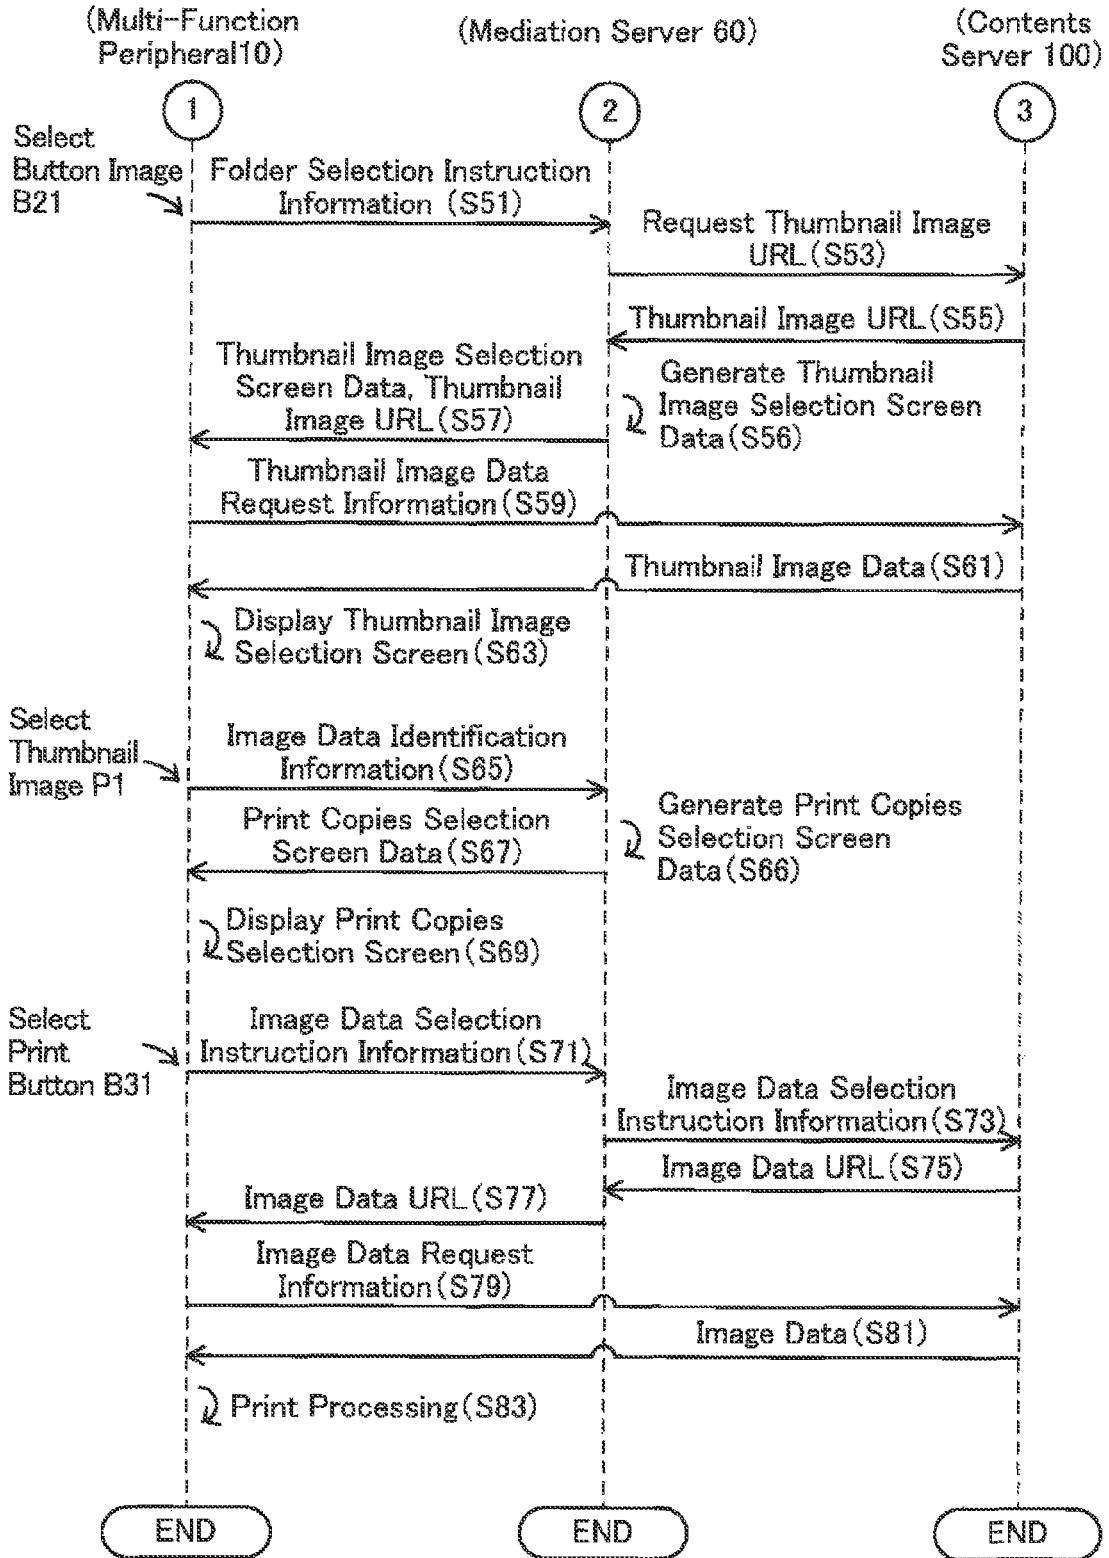 (Multi-Function
Peripheral10)
(Mediation Server 60)
(Contents
Server 100)
1
2
3
Select
Button Image
B21
Folder Selection Instruction
Information (S51)
Request Thumbnail Image
URL(S53)
Thumbnail Image URL(S55)
Thumbnail Image Selection
Screen Data, Thumbnail
Image URL(S57)
Generate Thumbnail
Image Selection Screen
Data(S56)
Thumbnail Image Data
Request Information(S59)
Thumbnail Image Data(S61)
Display Thumbnail Image
Selection Screen(S63)
Select
Thumbnail
Image P1
Image Data Identification
Information(S65)
Print Copies Selection
Screen Data(S67)
Generate Print Copies
Selection Screen
Data(S66)
Display Print Copies
Selection Screen(S69)
Select
Print
Button B31
Image Data Selection
Instruction Information(S71)
Image Data Selection
Instruction Information(S73)
Image Data URL(S75)
Image Data URL(S77)
Image Data Request
Information(S79)
Image Data(S81)
Print Processing(S83)
END
END
END